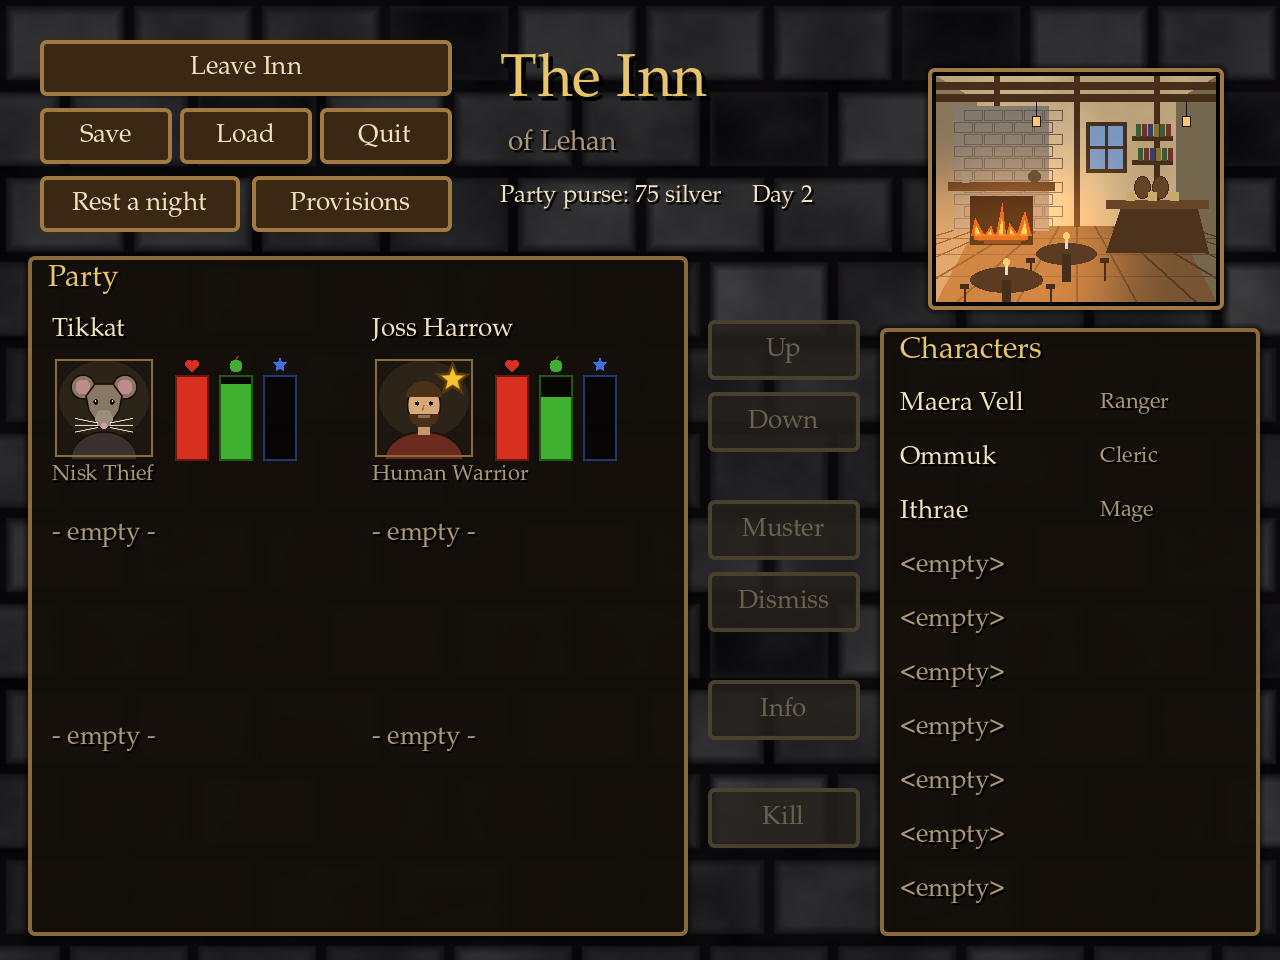 Leave Inn
Save Load Quit
Rest a night Provisions
The Inn
of Lehan
Party purse: 75 silver Day 2
Party
Tikkat Joss Harrow
Nisk Thief Human Warrior
- empty - - empty -
- empty - - empty -
Up
Down
Muster
Dismiss
Info
Kill
Characters
Maera Vell Ranger
Ommuk Cleric
Ithrae Mage
<empty>
<empty>
<empty>
<empty>
<empty>
<empty>
<empty>